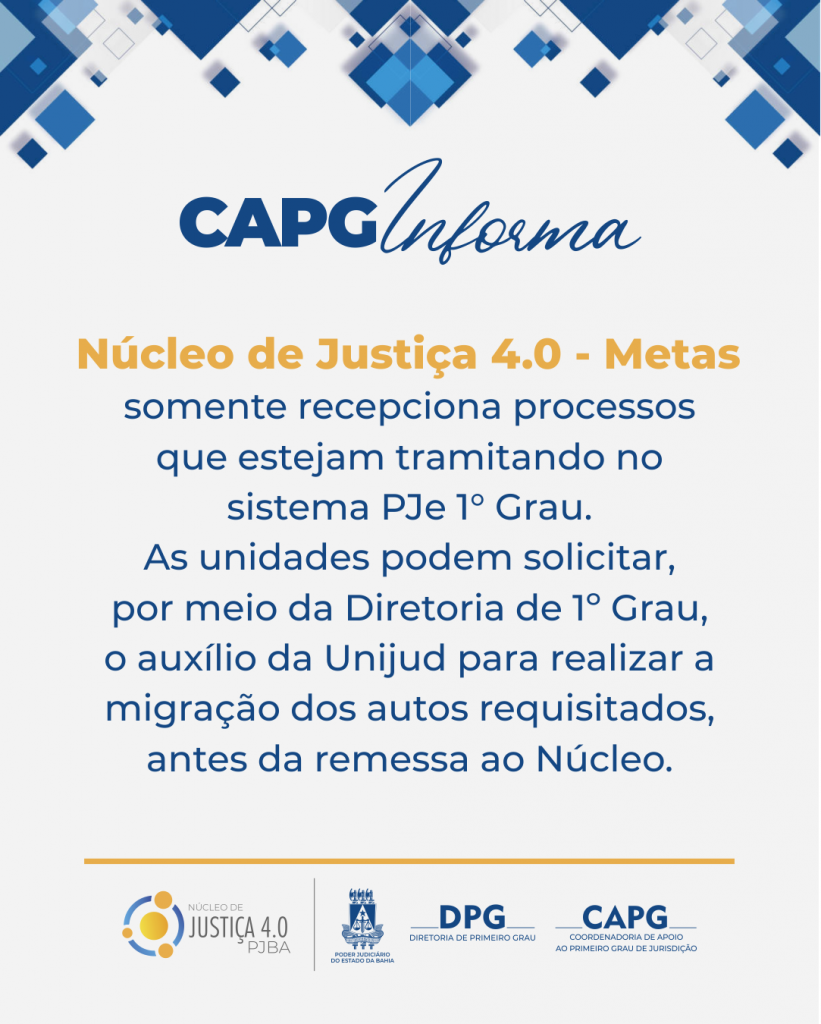 CAPG Informa
Núcleo de Justiça 4.0 - Metas
somente recepciona processos
que estejam tramitando no
sistema PJe 1° Grau.
As unidades podem solicitar,
por meio da Diretoria de 1º Grau,
o auxílio da Unijud para realizar a
migração dos autos requisitados,
antes da remessa ao Núcleo.
NÚCLEO DE
JUSTIÇA 4.0
PJBA
PODER JUDICIÁRIO
DO ESTADO DA BAHIA
DPG
DIRETORIA DE PRIMEIRO GRAU
CAPG
COORDENADORIA DE APOIO
AO PRIMEIRO GRAU DE JURISDIÇÃO